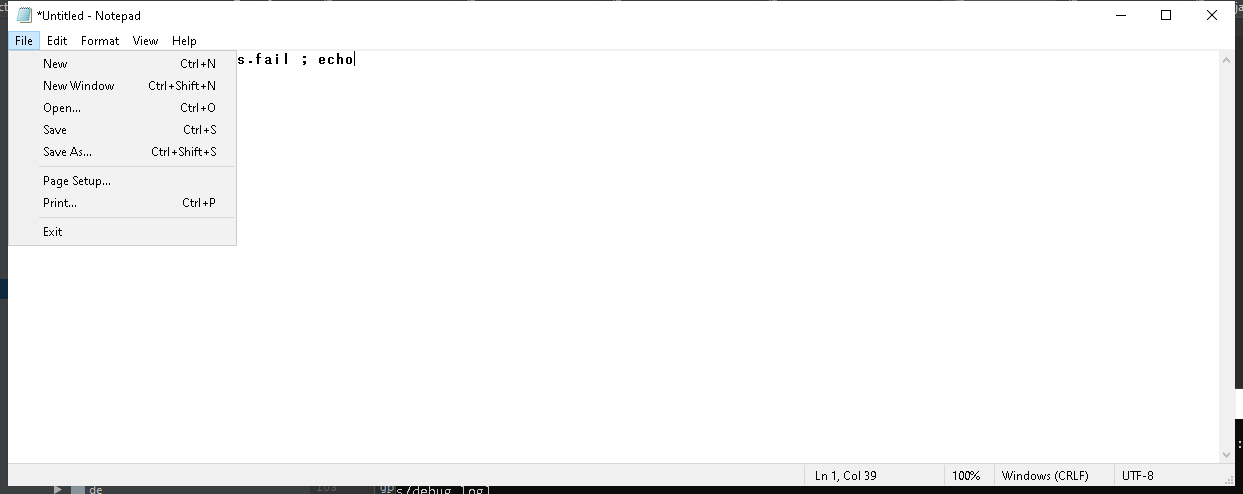 *Untitled - Notepad
File Edit Format View Help
s.fail ; echo
New Ctrl+N
New Window Ctrl+Shift+N
Open... Ctrl+O
Save Ctrl+S
Save As... Ctrl+Shift+S
Page Setup...
Print... Ctrl+P
Exit
Ln 1, Col 39 100% Windows (CRLF) UTF-8
de 103 s/debug.log]